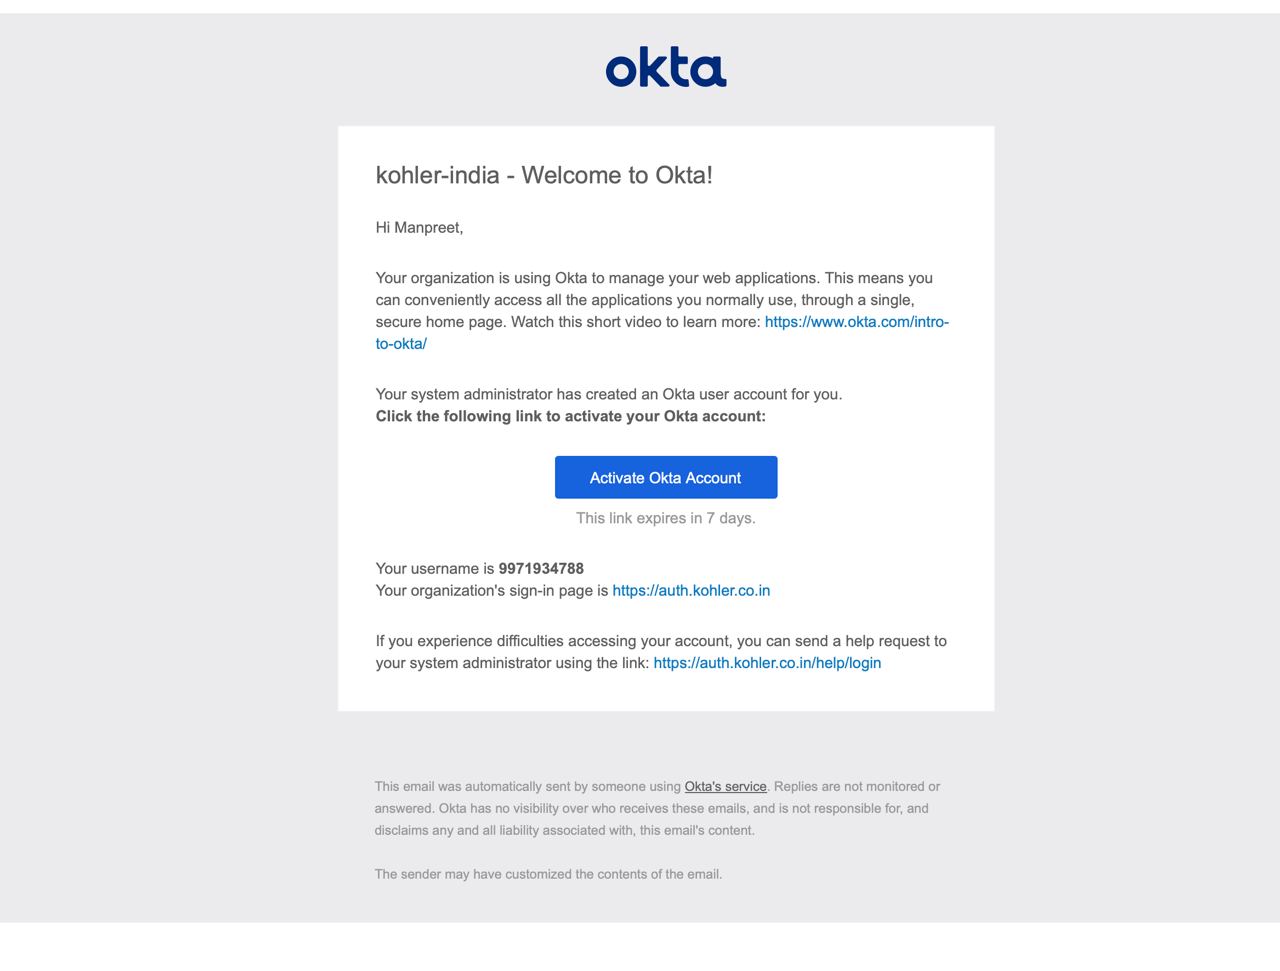 okta
kohler-india - Welcome to Okta!
Hi Manpreet,
Your organization is using Okta to manage your web applications. This means you
can conveniently access all the applications you normally use, through a single,
secure home page. Watch this short video to learn more: https://www.okta.com/intro-
to-okta/
Your system administrator has created an Okta user account for you.
Click the following link to activate your Okta account:
Activate Okta Account
This link expires in 7 days.
Your username is 9971934788
Your organization's sign-in page is https://auth.kohler.co.in
If you experience difficulties accessing your account, you can send a help request to
your system administrator using the link: https://auth.kohler.co.in/help/login
This email was automatically sent by someone using Okta's service. Replies are not monitored or
answered. Okta has no visibility over who receives these emails, and is not responsible for, and
disclaims any and all liability associated with, this email's content.
The sender may have customized the contents of the email.